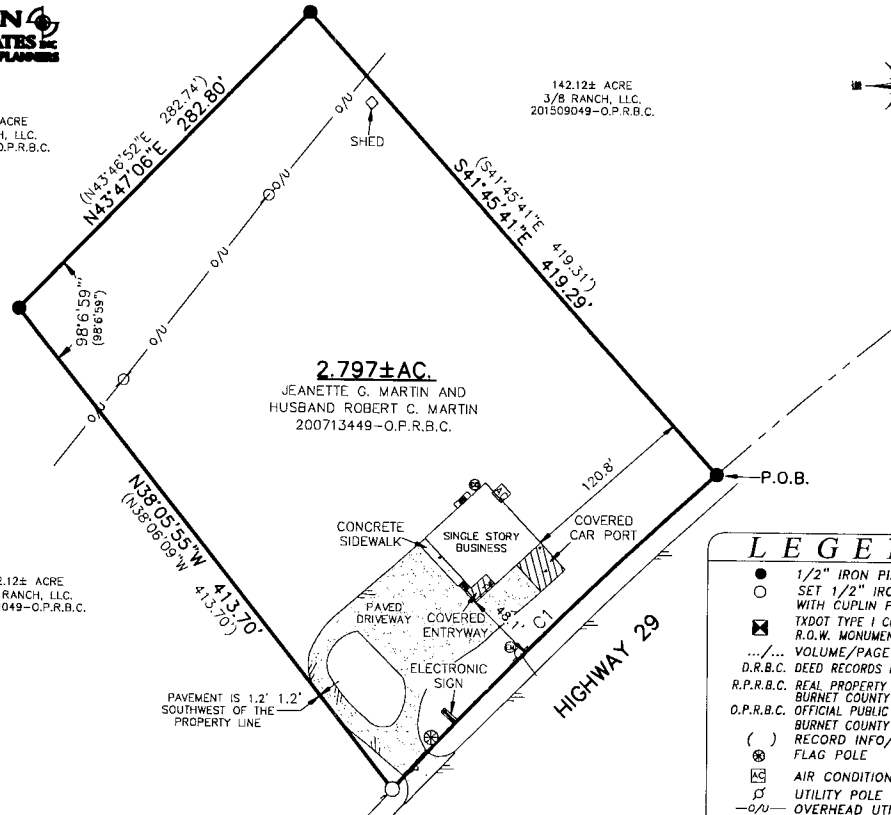 N
ATES INC
PLANNERS
ACRE
H, LLC.
O.P.R.B.C.
142.12± ACRE
3/B RANCH, LLC.
201509049-O.P.R.B.C.
SHED
(N43°46'52"E 282.74')
N43°47'06"E 282.80'
O/U
O/U
O/U
O/U
O/U
(S41°45'41"E 419.31')
S41°45'41"E 419.29'
98°6'59"
(98°6'59")
2.797±AC.
JEANETTE G. MARTIN AND
HUSBAND ROBERT C. MARTIN
200713449-O.P.R.B.C.
N38°05'55"W 413.70'
(N38°06'09"W 413.70')
120.8'
P.O.B.
AC
CONCRETE
SIDEWALK
SINGLE STORY
BUSINESS
COVERED
CAR PORT
2.12± ACRE
RANCH, LLC.
049-O.P.R.B.C.
PAVED
DRIVEWAY
COVERED
ENTRYWAY
48.1'
C1
ELECTRONIC
SIGN
HIGHWAY 29
PAVEMENT IS 1.2' 1.2'
SOUTHWEST OF THE
PROPERTY LINE
LEGE
1/2" IRON PI
SET 1/2" IRO
WITH CUPLIN P
TXDOT TYPE I C
R.O.W. MONUMEN
.../... VOLUME/PAGE
D.R.B.C. DEED RECORDS
R.P.R.B.C. REAL PROPERTY
BURNET COUNTY
O.P.R.B.C. OFFICIAL PUBLIC
BURNET COUNTY
( ) RECORD INFO/
FLAG POLE
AC AIR CONDITION
UTILITY POLE
—O/U— OVERHEAD UTI